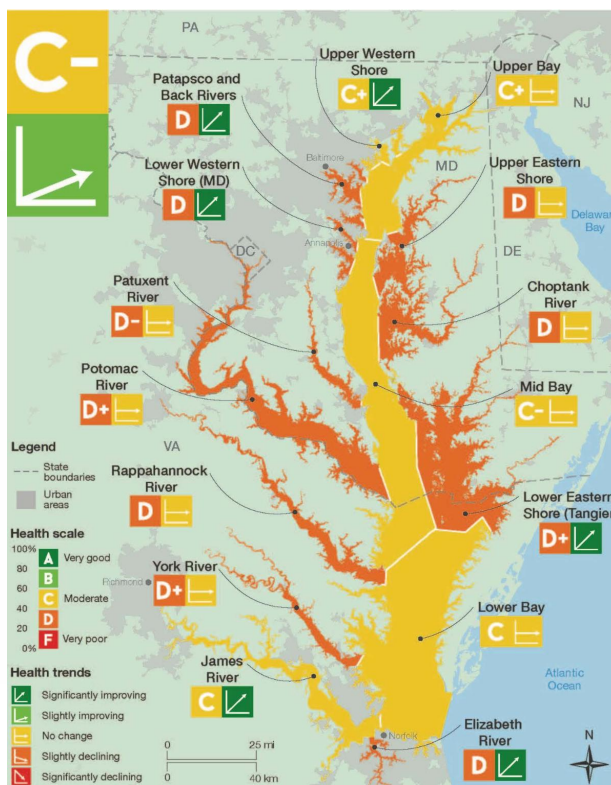 C-
PA
Upper Western
Shore
C+
Upper Bay
C+
NJ
Patapsco and
Back Rivers
D
Baltimore
MD
Lower Western
Shore (MD)
D
Upper Eastern
Shore
D
Delaware
Bay
Annapolis
DC
DE
Patuxent
River
D-
Choptank
River
D
Potomac
River
D+
Mid Bay
C-
Legend
State
boundaries
Urban
areas
VA
Rappahannock
River
D
Lower Eastern
Shore (Tangier)
D+
Health scale
100%
80
60
40
20
0%
A Very good
B
C Moderate
D
F Very poor
Richmond
York River
D+
Lower Bay
C
James
River
C
Atlantic
Ocean
Health trends
Significantly improving
Slightly improving
No change
Slightly declining
Significantly declining
0 25 mi
0 40 km
Norfolk
Elizabeth
River
D
N